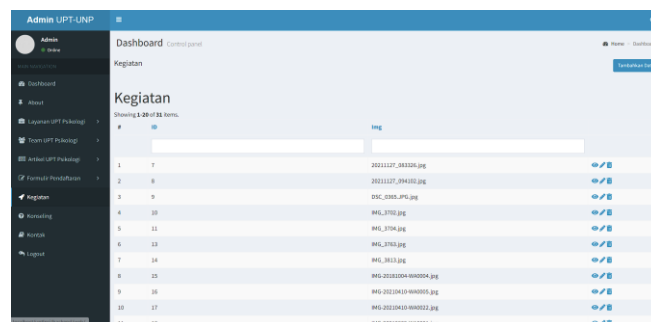 Admin UPT-UNP
Admin
Online
Dashboard
About
Layanan UPT Psikologi
Team UPT Psikologi
Artikel UPT Psikologi
Formulir Pendaftaran
Kegiatan
Konseling
Kontak
Logout
Dashboard Control panel
Home
Kegiatan
Kegiatan
Showing 1-20 of 31 items.
# ID Img
1 7 20211127_083326.jpg
2 8 20211127_094102.jpg
3 9 DSC_0365.JPG.jpg
4 10 IMG_3702.jpg
5 11 IMG_3704.jpg
6 13 IMG_3763.jpg
7 14 IMG_3813.jpg
8 15 IMG-20181004-WA0004.jpg
9 16 IMG-20210410-WA0005.jpg
10 17 IMG-20210410-WA0022.jpg